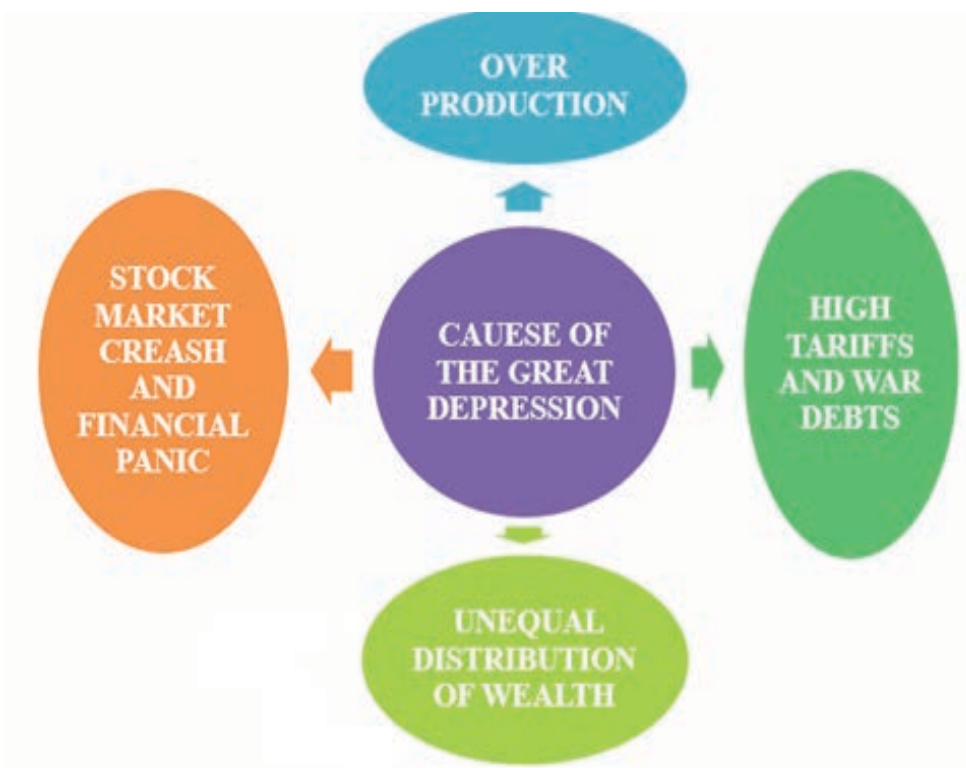 OVER
PRODUCTION
STOCK
MARKET
CREASH
AND
FINANCIAL
PANIC
CAUESE OF
THE GREAT
DEPRESSION
HIGH
TARIFFS
AND WAR
DEBTS
UNEQUAL
DISTRIBUTION
OF WEALTH